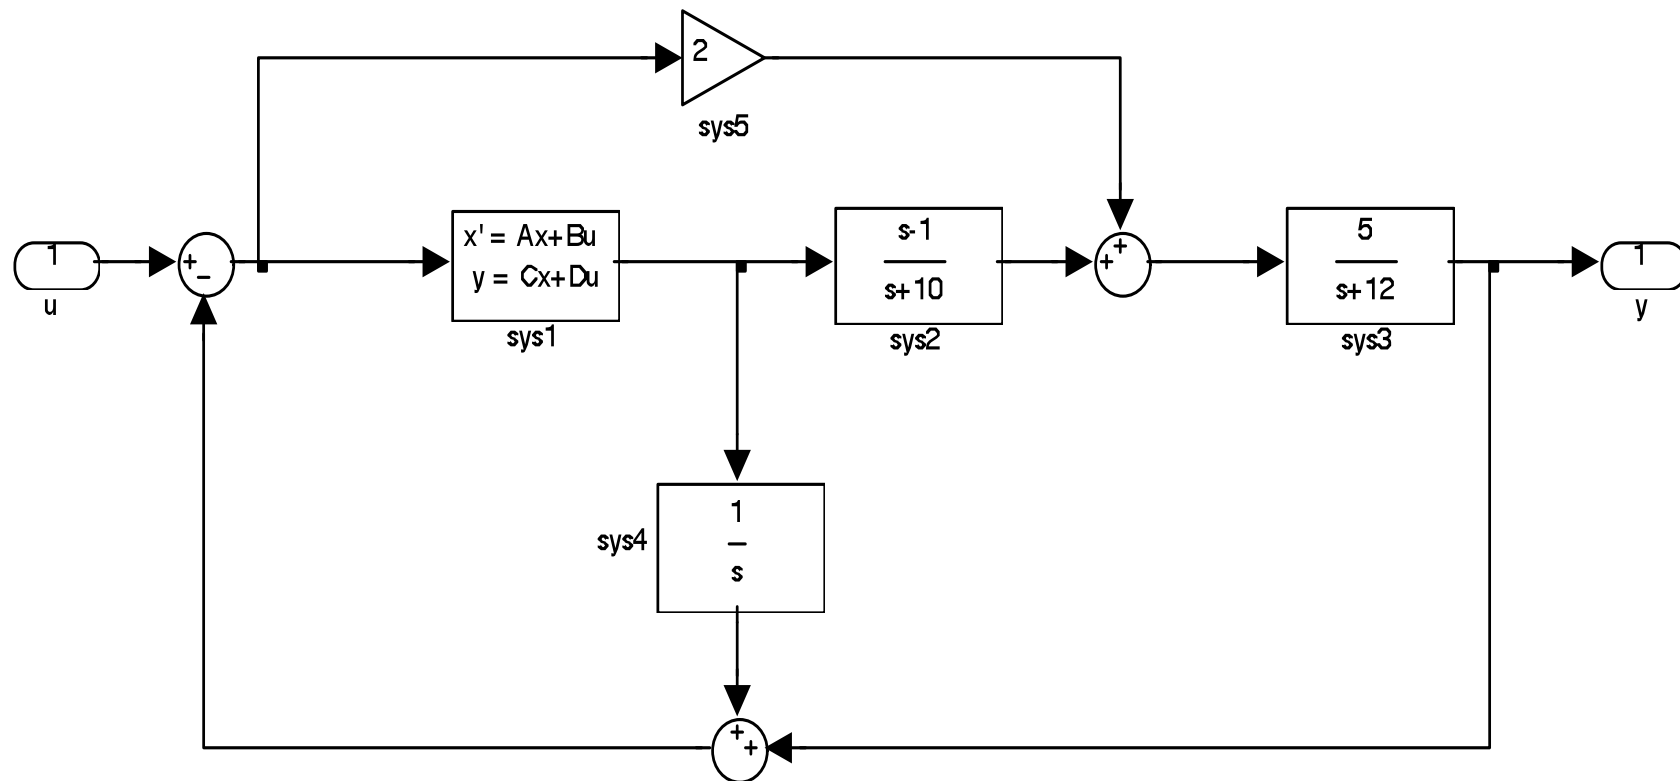 2
sys5
1
u
+
−
x' = Ax+Bu
y = Cx+Du
sys1
s-1
s+10
sys2
+
+
5
s+12
sys3
1
y
sys4
1
s
+
+